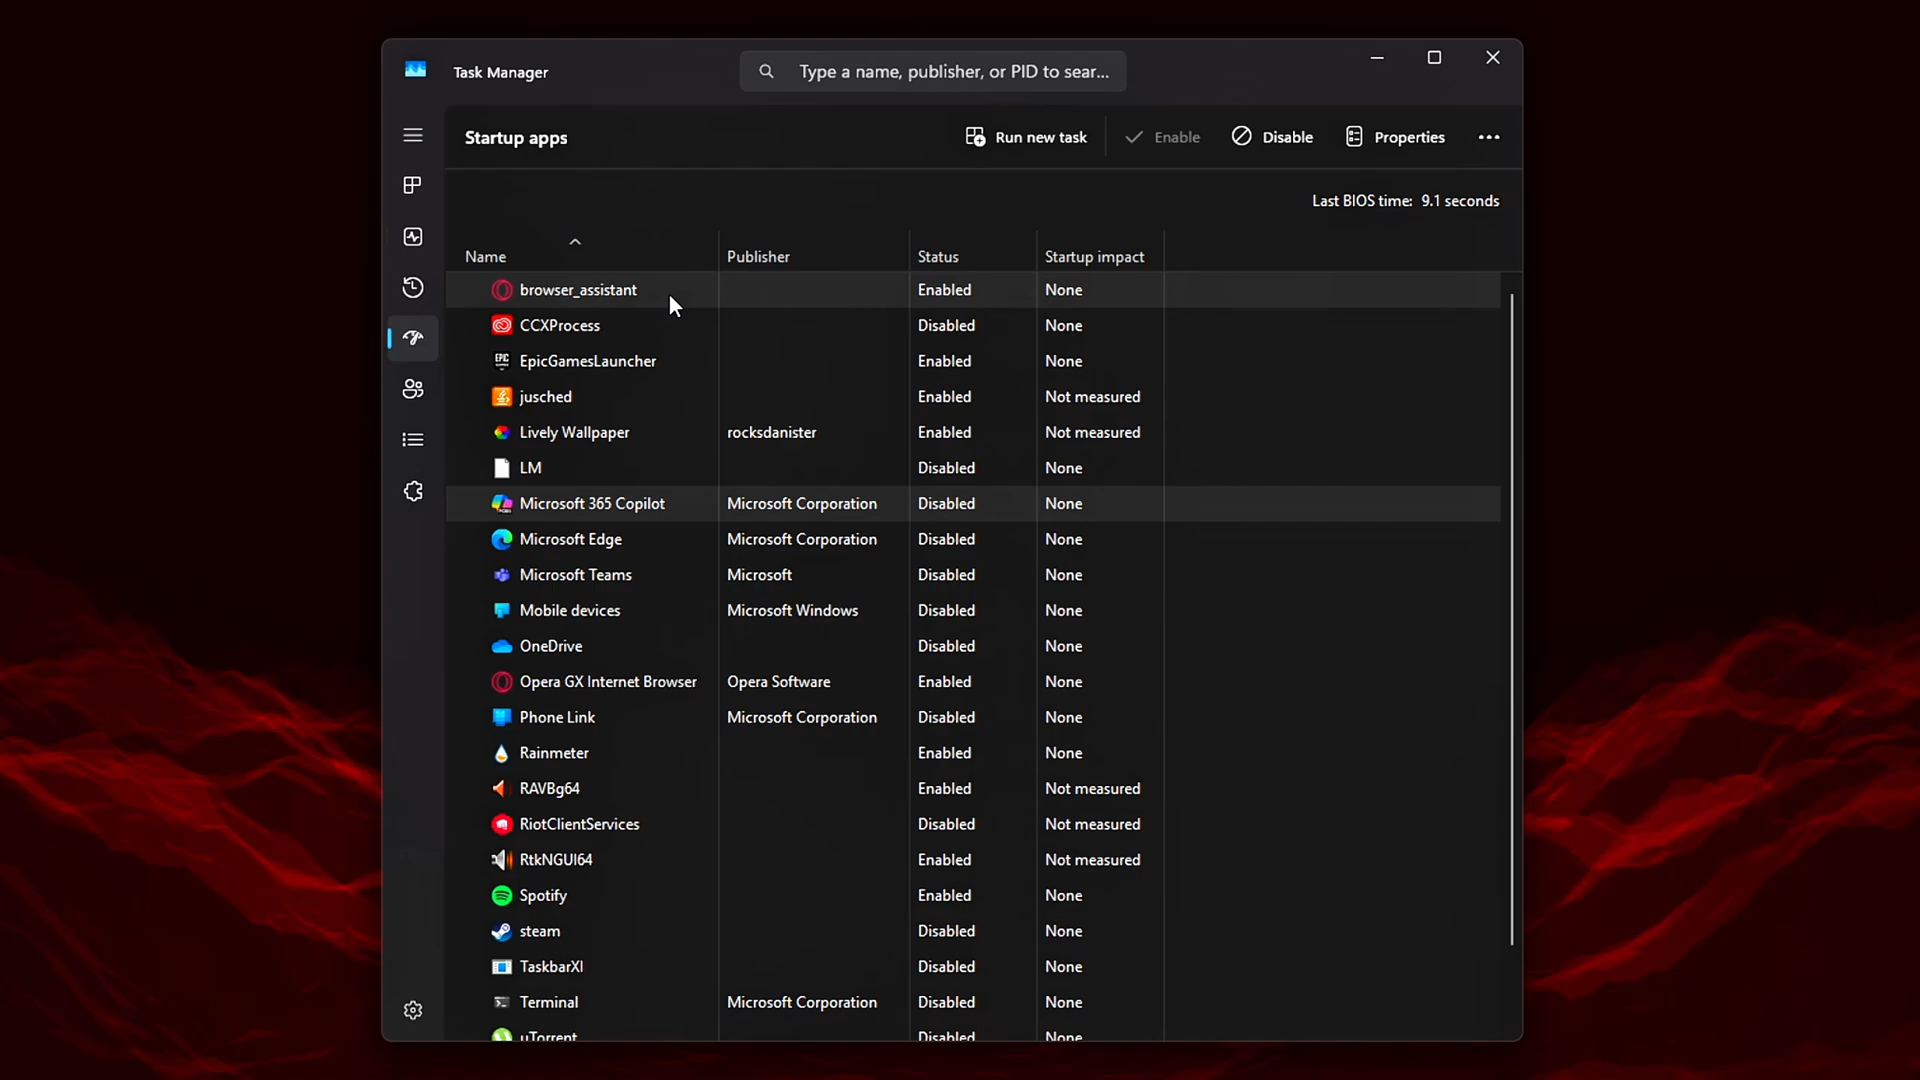 Task Manager
Type a name, publisher, or PID to sear...
Startup apps
Run new task
Enable
Disable
Properties
Last BIOS time: 9.1 seconds
Name Publisher Status Startup impact
browser_assistant Enabled None
CCXProcess Disabled None
EpicGamesLauncher Enabled None
jusched Enabled Not measured
Lively Wallpaper rocksdanister Enabled Not measured
LM Disabled None
Microsoft 365 Copilot Microsoft Corporation Disabled None
Microsoft Edge Microsoft Corporation Disabled None
Microsoft Teams Microsoft Disabled None
Mobile devices Microsoft Windows Disabled None
OneDrive Disabled None
Opera GX Internet Browser Opera Software Enabled None
Phone Link Microsoft Corporation Disabled None
Rainmeter Enabled None
RAVBg64 Enabled Not measured
RiotClientServices Disabled Not measured
RtkNGUI64 Enabled Not measured
Spotify Enabled None
steam Disabled None
TaskbarXI Disabled None
Terminal Microsoft Corporation Disabled None
uTorrent Disabled None